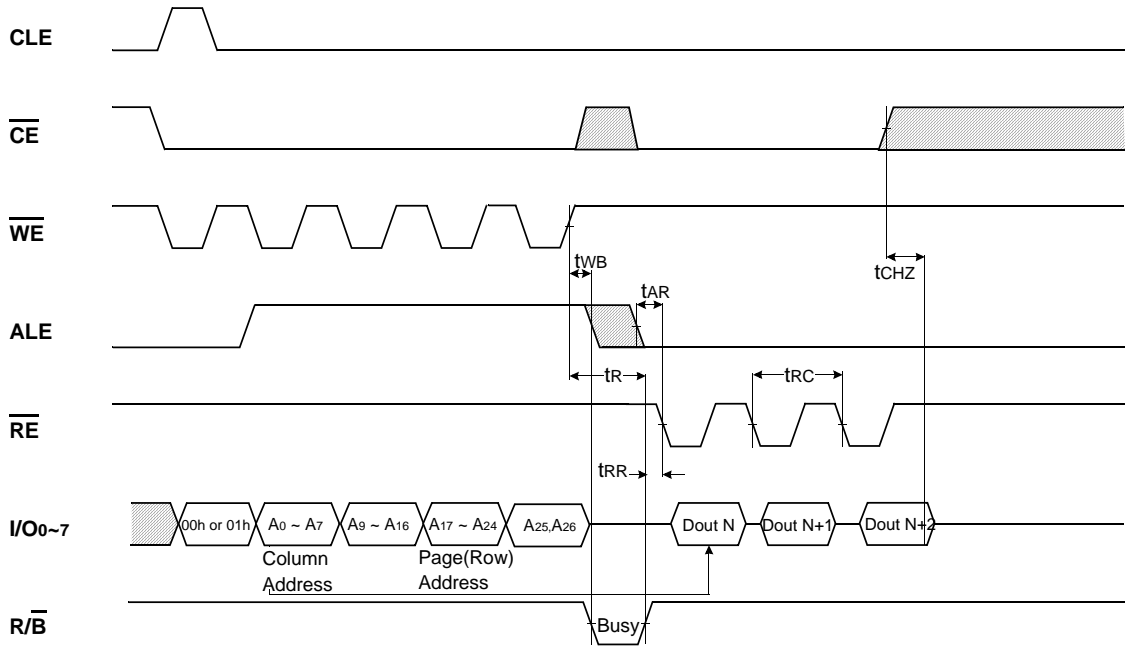 CLE
CE
WE
tWB
tCHZ
tAR
ALE
tR
tRC
RE
tRR
I/O0~7
00h or 01h
A0 ~ A7
A9 ~ A16
A17 ~ A24
A25,A26
Dout N
Dout N+1
Dout N+2
Column
Address
Page(Row)
Address
R/B
Busy